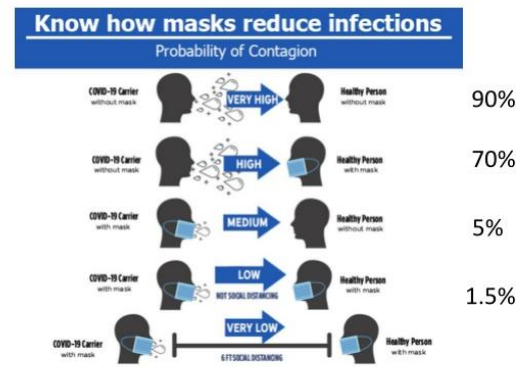 Know how masks reduce infections
Probability of Contagion
COVID-19 Carrier
without mask
VERY HIGH
Healthy Person
without mask
90%
COVID-19 Carrier
without mask
HIGH
Healthy Person
with mask
70%
COVID-19 Carrier
with mask
MEDIUM
Healthy Person
without mask
5%
COVID-19 Carrier
with mask
LOW
NOT SOCIAL DISTANCING
Healthy Person
with mask
1.5%
COVID-19 Carrier
with mask
VERY LOW
6 FT SOCIAL DISTANCING
Healthy Person
with mask